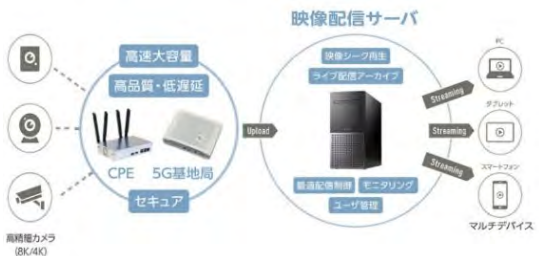 映像配信サーバ
高速大容量
高品質・低遅延
CPE
5G基地局
セキュア
高精細カメラ
(8K/4K)
Upload
映像シーク再生
ライブ配信アーカイブ
最適配信制御
モニタリング
ユーザ管理
Streaming
Streaming
Streaming
PC
タブレット
スマートフォン
マルチデバイス